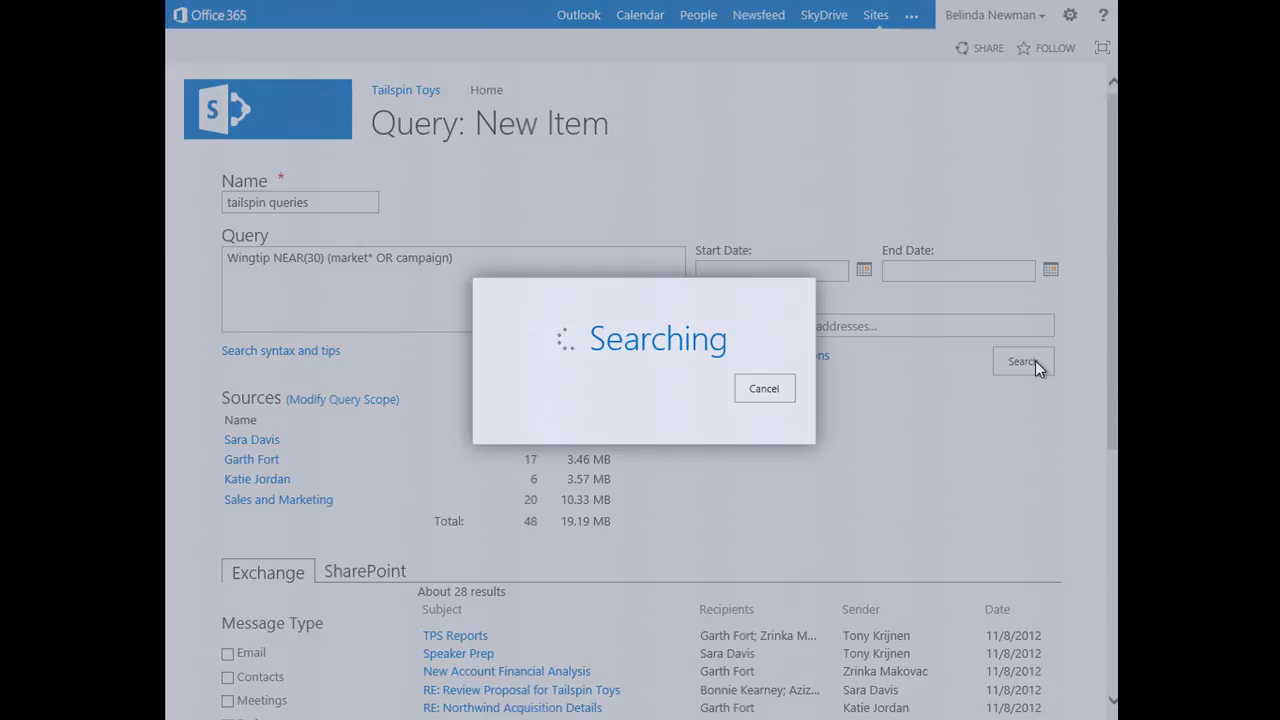 Office 365 Outlook Calendar People Newsfeed SkyDrive Sites ... Belinda Newman ?
SHARE FOLLOW
S
Tailspin Toys Home
Query: New Item
Name *
tailspin queries
Query
Wingtip NEAR(30) (market* OR campaign)
Start Date: End Date:
addresses...
Searching
Cancel
Search syntax and tips
Search
Sources (Modify Query Scope)
Name
Sara Davis
Garth Fort 17 3.46 MB
Katie Jordan 6 3.57 MB
Sales and Marketing 20 10.33 MB
Total: 48 19.19 MB
Exchange SharePoint
About 28 results
Subject Recipients Sender Date
Message Type
TPS Reports Garth Fort; Zrinka M... Tony Krijnen 11/8/2012
Email
Speaker Prep Sara Davis Tony Krijnen 11/8/2012
New Account Financial Analysis Garth Fort Zrinka Makovac 11/8/2012
Contacts
RE: Review Proposal for Tailspin Toys Bonnie Kearney; Aziz... Sara Davis 11/8/2012
Meetings
RE: Northwind Acquisition Details Garth Fort Katie Jordan 11/8/2012